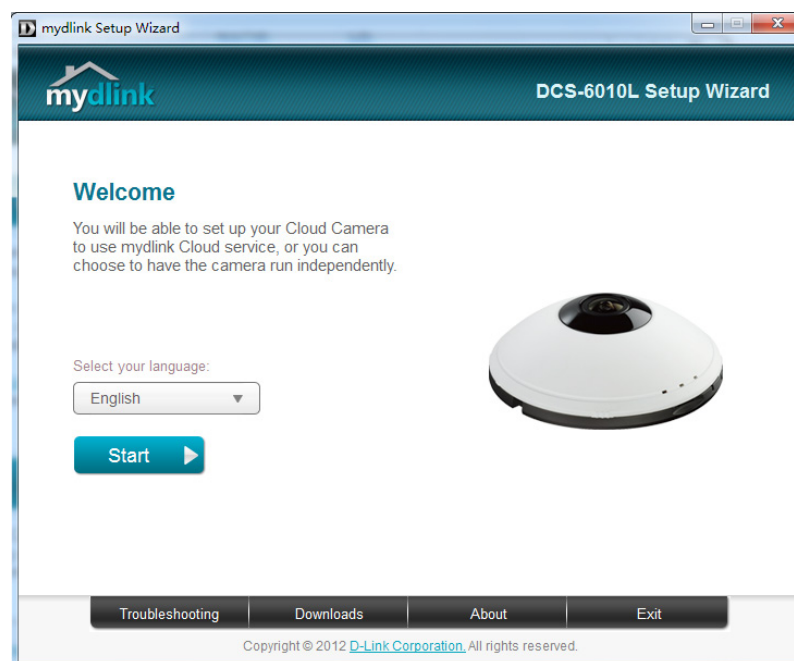 mydlink Setup Wizard
mydlink
DCS-6010L Setup Wizard
Welcome
You will be able to set up your Cloud Camera
to use mydlink Cloud service, or you can
choose to have the camera run independently.
Select your language:
English
Start
Troubleshooting Downloads About Exit
Copyright © 2012 D-Link Corporation. All rights reserved.